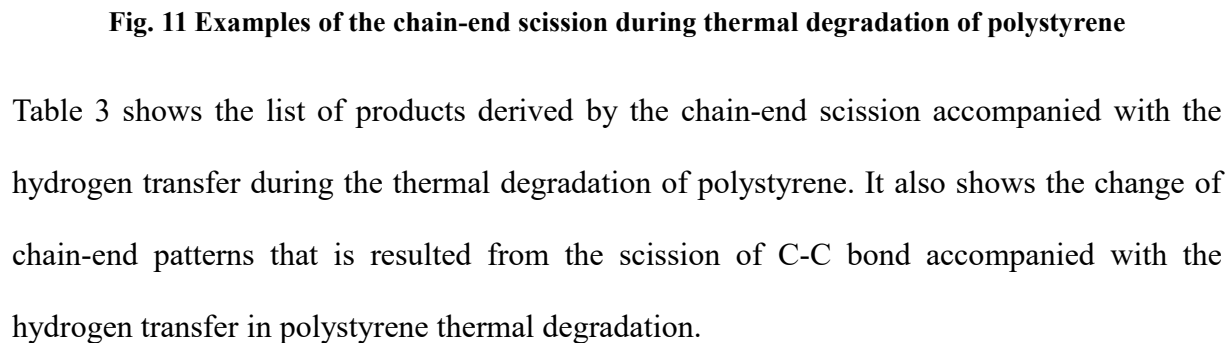 Fig. 11 Examples of the chain-end scission during thermal degradation of polystyrene
Table 3 shows the list of products derived by the chain-end scission accompanied with the
hydrogen transfer during the thermal degradation of polystyrene. It also shows the change of
chain-end patterns that is resulted from the scission of C-C bond accompanied with the
hydrogen transfer in polystyrene thermal degradation.